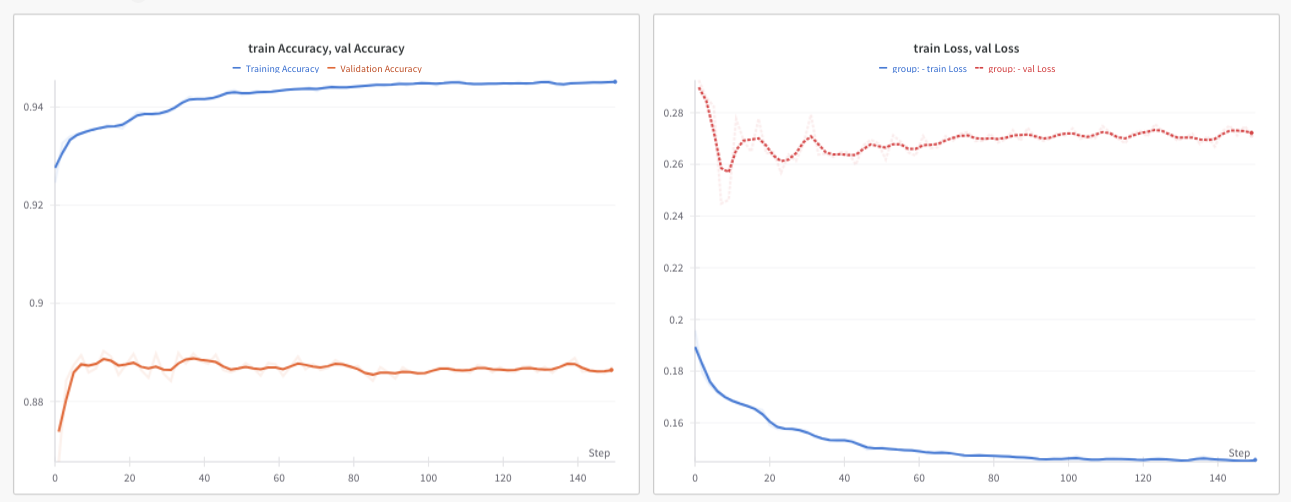 train Accuracy, val Accuracy
Training Accuracy Validation Accuracy
0.94
0.92
0.9
0.88
Step
0 20 40 60 80 100 120 140
train Loss, val Loss
group: - train Loss group: - val Loss
0.28
0.26
0.24
0.22
0.2
0.18
0.16
Step
0 20 40 60 80 100 120 140